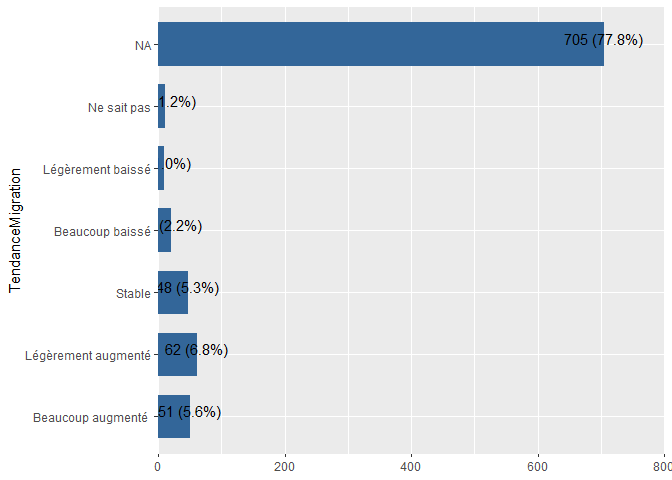 TendanceMigration
NA
705 (77.8%)
Ne sait pas
1.2%)
Légèrement baissé
0%)
Beaucoup baissé
(2.2%)
Stable
48 (5.3%)
Légèrement augmenté
62 (6.8%)
Beaucoup augmenté
51 (5.6%)
0 200 400 600 800